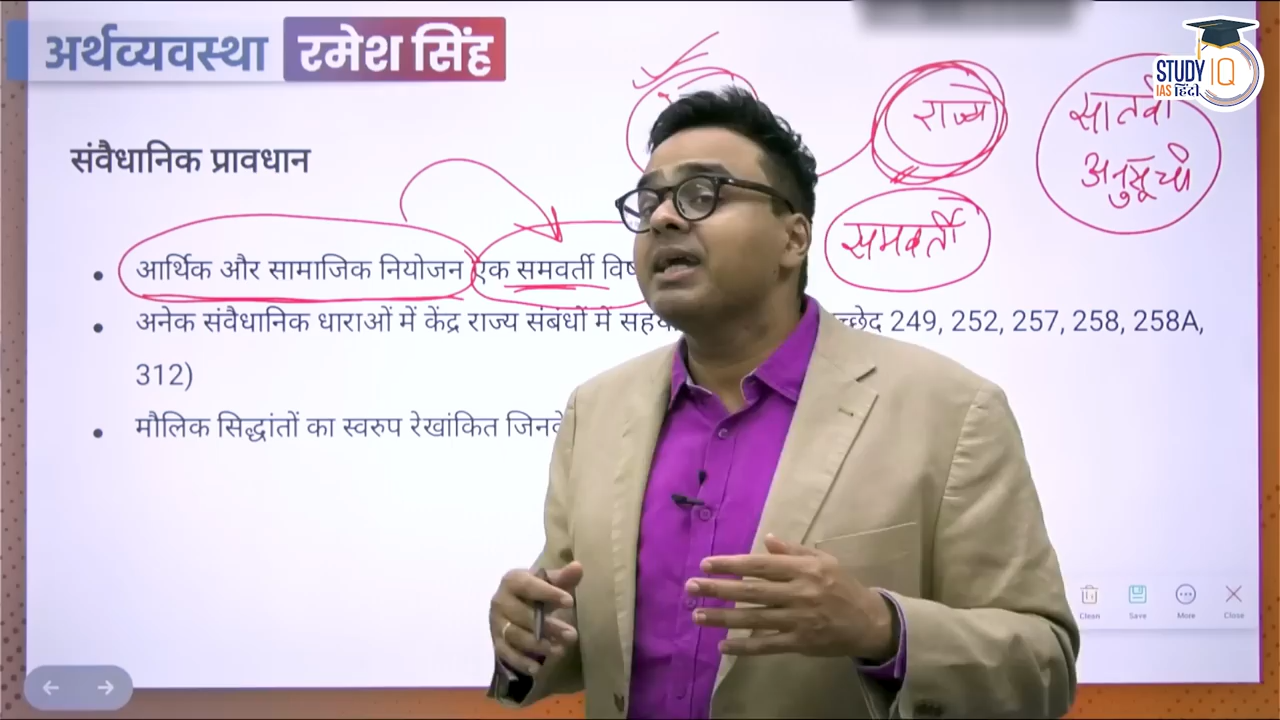 अर्थव्यवस्था रमेश सिंह
STUDY IQ
IAS हिंदी
राज्य
सातवीं
अनुसूची
समवर्ती
संवैधानिक प्रावधान
• आर्थिक और सामाजिक नियोजन एक समवर्ती
• अनेक संवैधानिक धाराओं में केंद्र राज्य संबंधों में 249, 252, 257, 258, 258A,
312)
• मौलिक सिद्धांतों का स्वरुप रेखांकित
Clean Save More Close